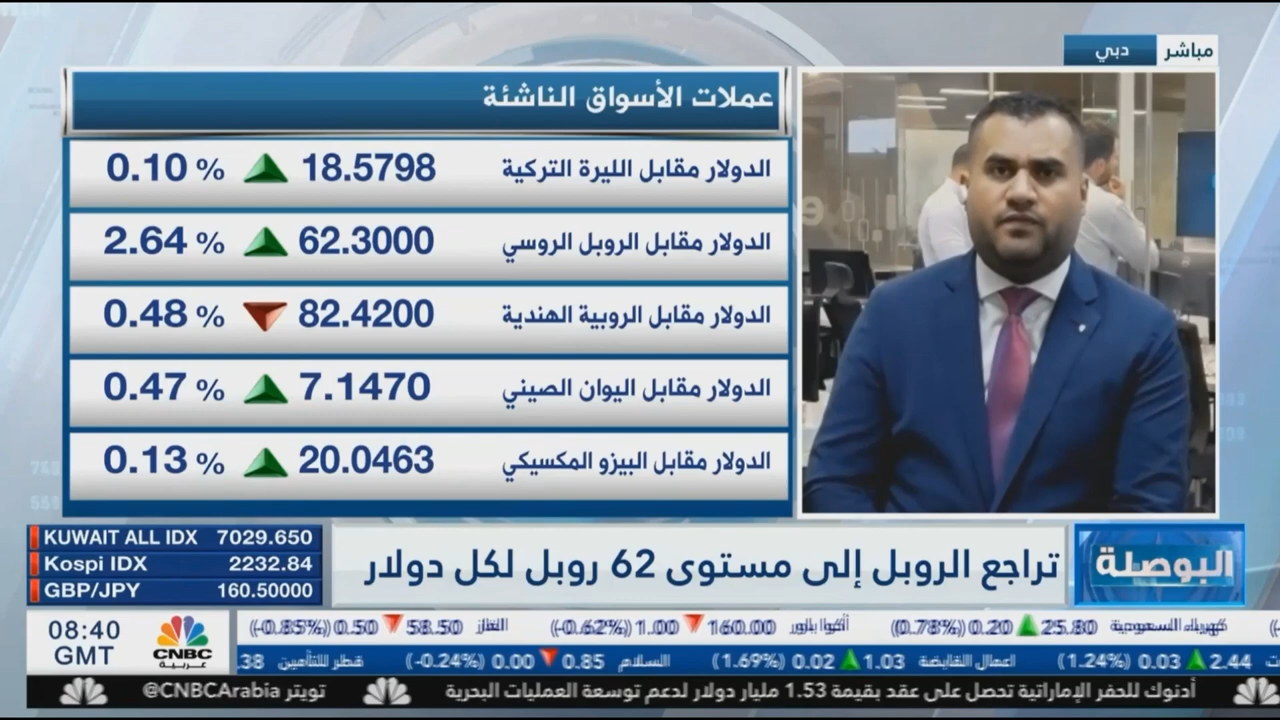 مباشر دبي
عملات الأسواق الناشئة
الدولار مقابل الليرة التركية 18.5798 ▲ 0.10 %
الدولار مقابل الروبل الروسي 62.3000 ▲ 2.64 %
الدولار مقابل الروبية الهندية 82.4200 ▼ 0.48 %
الدولار مقابل اليوان الصيني 7.1470 ▲ 0.47 %
الدولار مقابل البيزو المكسيكي 20.0463 ▲ 0.13 %
البوصلة
تراجع الروبل إلى مستوى 62 روبل لكل دولار
KUWAIT ALL IDX 7029.650
Kospi IDX 2232.84
GBP/JPY 160.50000
08:40
GMT
CNBC
عربية
كهرباء السعودية 25.80 ▲ 0.20 (0.78%) أكوا باور 160.00 ▼ 1.00 (-0.62%) الغاز 58.50 ▼ 0.50 (-0.85%)
2.44 ▲ 0.03 (1.24%) اعمال القابضة 1.03 ▲ 0.02 (1.69%) السلام 0.85 ▼ 0.00 (-0.24%) قطر للتأمين .38
أدنوك للحفر الإماراتية تحصل على عقد بقيمة 1.53 مليار دولار لدعم توسعة العمليات البحرية تويتر @CNBCArabia